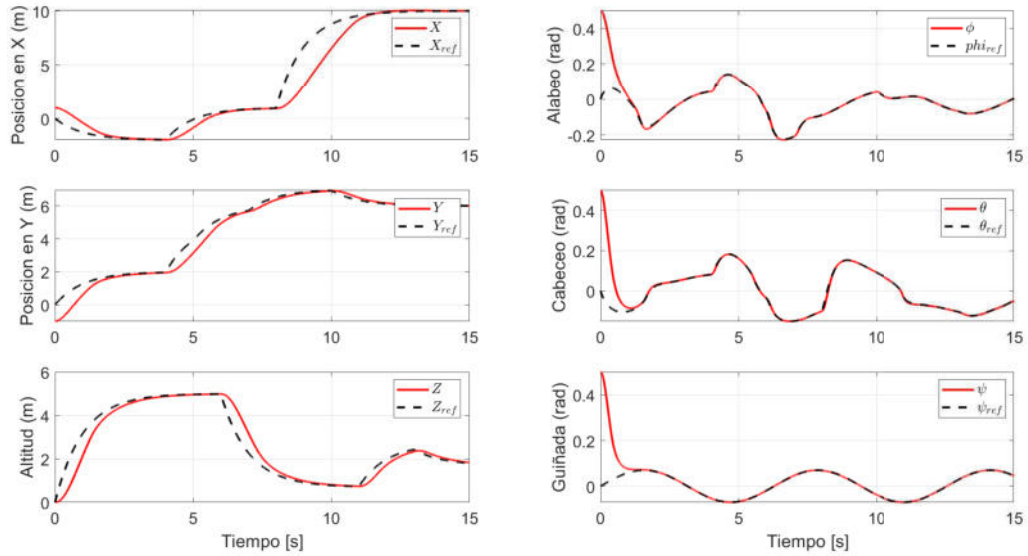 Posicion en X (m)
10
5
0
0
5
10
15
X
X_ref
Posicion en Y (m)
6
4
2
0
0
5
10
15
Y
Y_ref
Altitud (m)
6
4
2
0
0
5
10
15
Z
Z_ref
Tiempo [s]
Alabeo (rad)
0.4
0.2
0
-0.2
0
5
10
15
ϕ
phi_ref
Cabeceo (rad)
0.4
0.2
0
0
5
10
15
θ
θ_ref
Guiñada (rad)
0.4
0.2
0
0
5
10
15
ψ
ψ_ref
Tiempo [s]